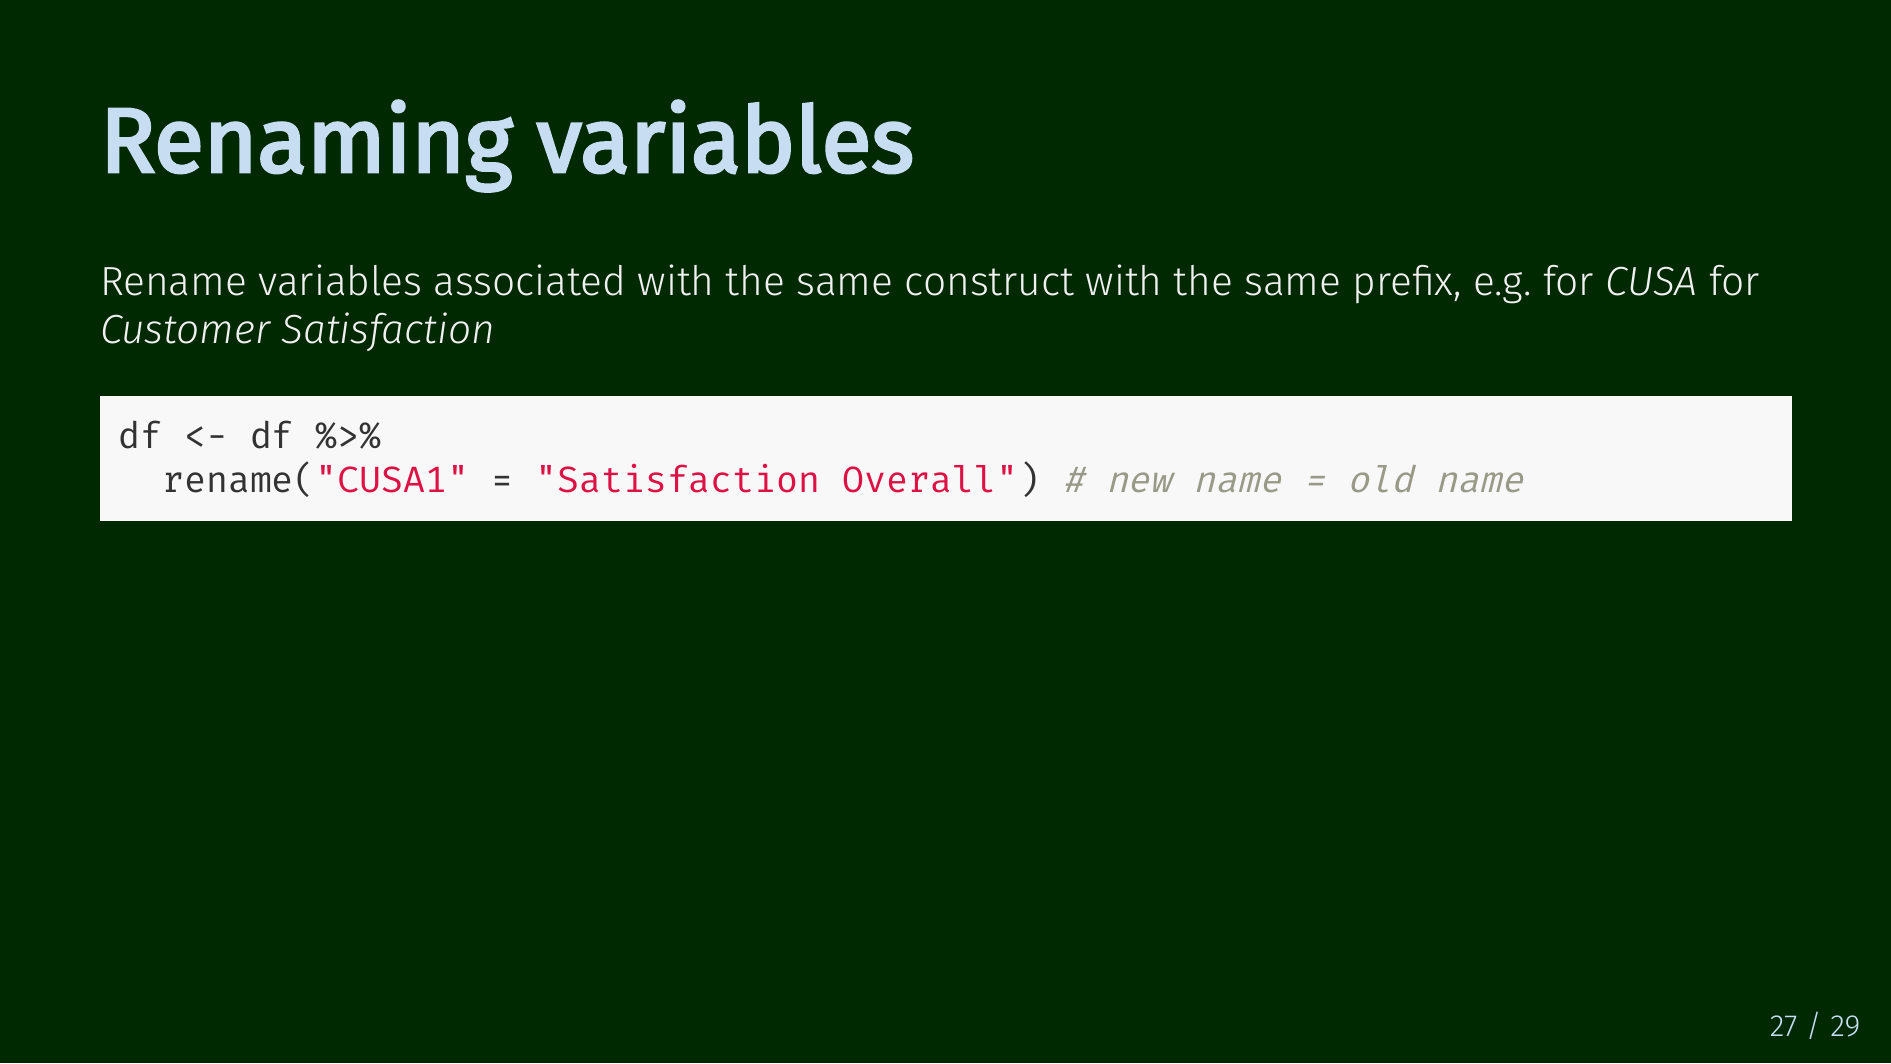 Renaming variables
Rename variables associated with the same construct with the same prefix, e.g. for CUSA for
Customer Satisfaction
df <- df %>%
  rename("CUSA1" = "Satisfaction Overall") # new name = old name
27 / 29